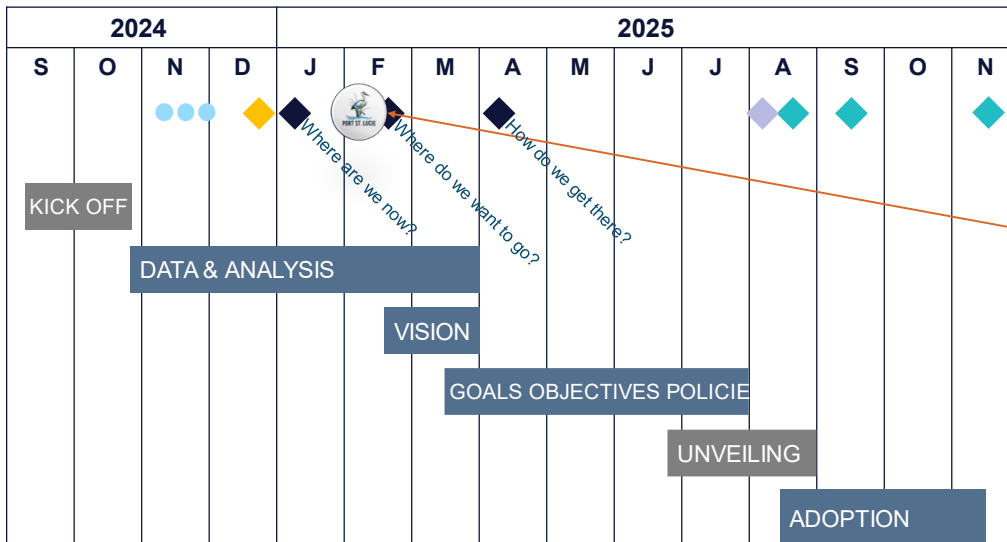 2024 2025
S O N D J F M A M J J A S O N
PORT ST. LUCIE
Where are we now?
Where do we want to go?
How do we get there?
KICK OFF
DATA & ANALYSIS
VISION
GOALS OBJECTIVES POLICIE
UNVEILING
ADOPTION